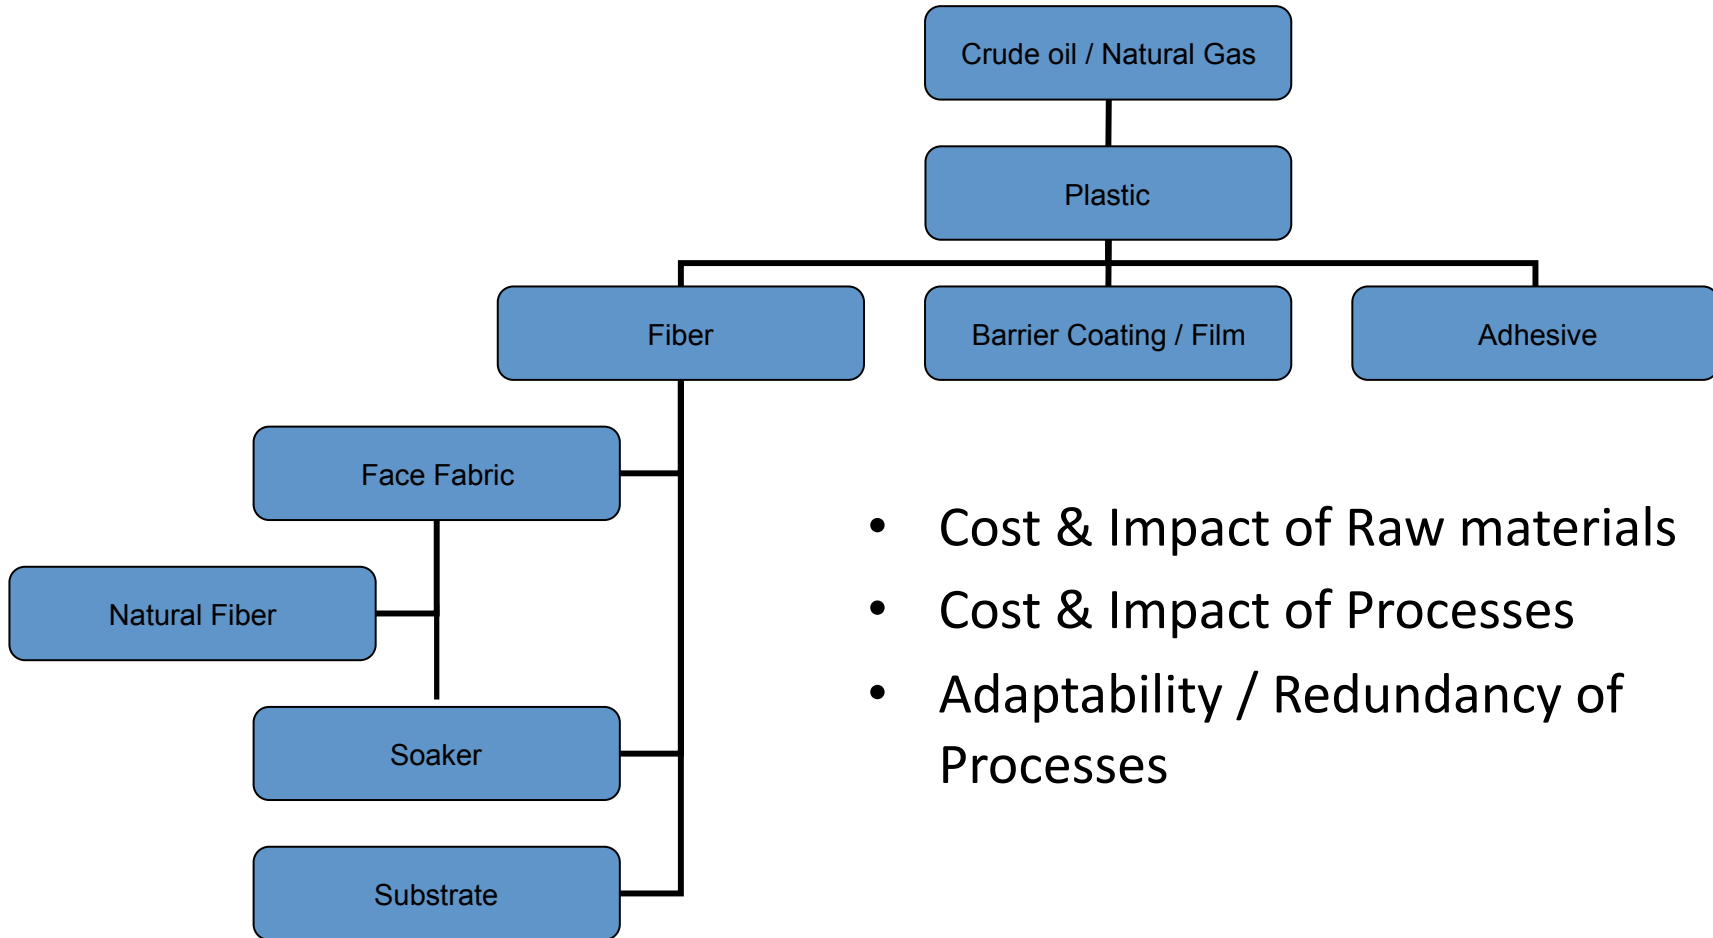 Crude oil / Natural Gas
Plastic
Fiber
Barrier Coating / Film
Adhesive
Face Fabric
Natural Fiber
Soaker
Substrate
• Cost & Impact of Raw materials
• Cost & Impact of Processes
• Adaptability / Redundancy of
Processes